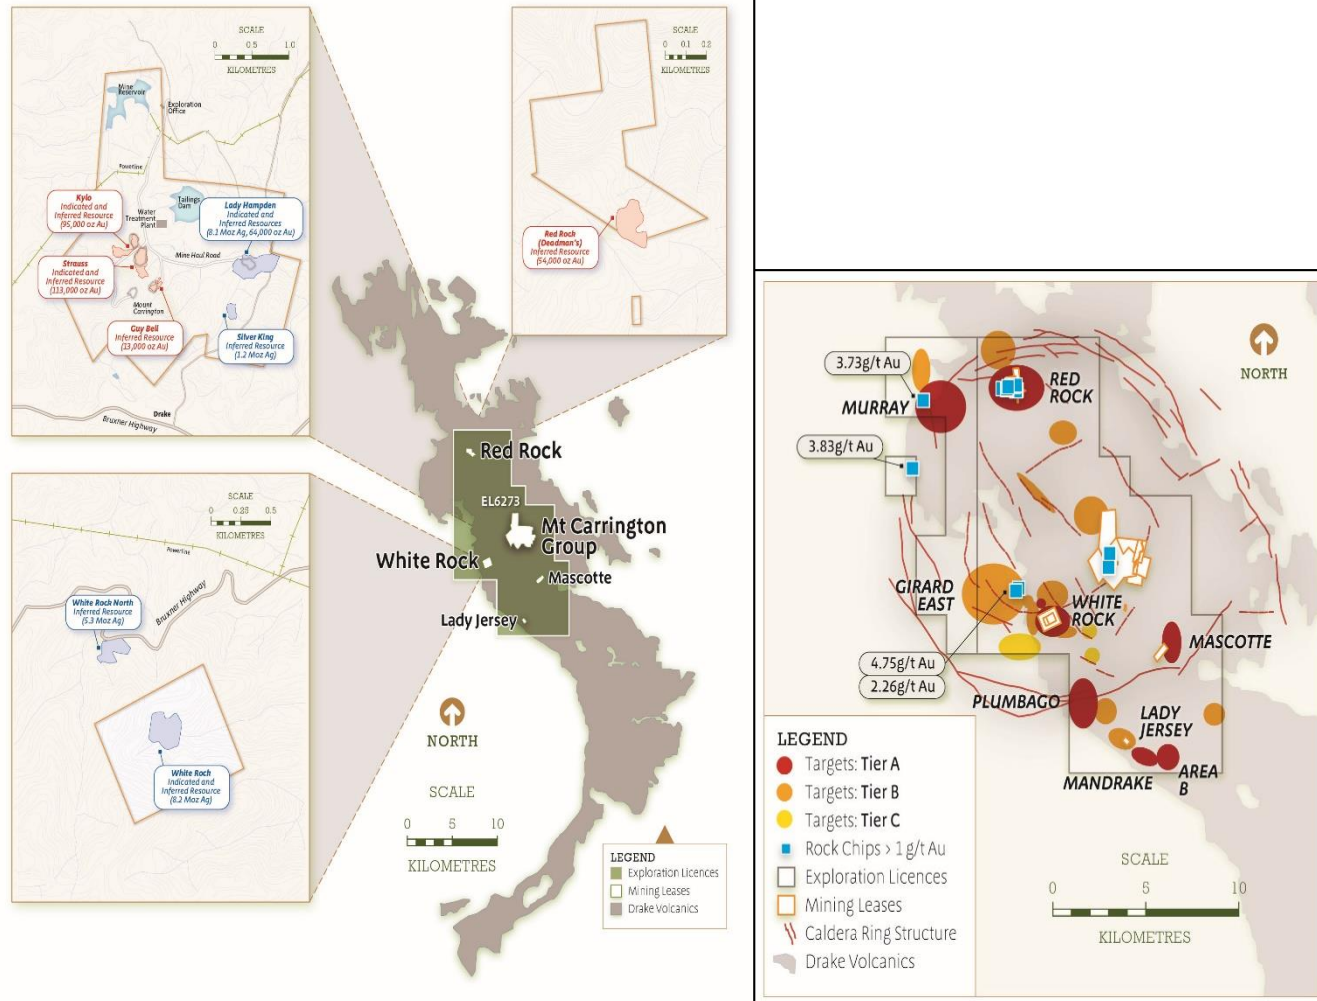 SCALE
0 0.5 1.0
KILOMETRES
Mine
Reservoir
Exploration
Office
Powerline
Kylo
Indicated and
Inferred Resource
(95,000 oz Au)
Water
Treatment
Plant
Tailings
Dam
Lady Hampden
Indicated and
Inferred Resources
(8.1 Moz Ag, 64,000 oz Au)
Strauss
Indicated and
Inferred Resource
(113,000 oz Au)
Mine Haul Road
Mount
Carrington
Guy Bell
Inferred Resource
(13,000 oz Au)
Silver King
Inferred Resource
(1.2 Moz Ag)
Drake
Bruxner Highway
SCALE
0 0.1 0.2
KILOMETRES
Red Rock
(Deadman's)
Inferred Resource
(54,000 oz Au)
SCALE
0 0.25 0.5
KILOMETRES
Powerline
Bruxner Highway
White Rock North
Inferred Resource
(5.3 Moz Ag)
White Rock
Indicated and
Inferred Resource
(8.2 Moz Ag)
Red Rock
EL6273
Mt Carrington
Group
White Rock
Mascotte
Lady Jersey
NORTH
SCALE
0 5 10
KILOMETRES
LEGEND
Exploration Licences
Mining Leases
Drake Volcanics
NORTH
3.73g/t Au
MURRAY
RED
ROCK
3.83g/t Au
GIRARD
EAST
WHITE
ROCK
MASCOTTE
4.75g/t Au
2.26g/t Au
PLUMBAGO
LADY
JERSEY
MANDRAKE
AREA
B
LEGEND
Targets: Tier A
Targets: Tier B
Targets: Tier C
Rock Chips > 1 g/t Au
Exploration Licences
Mining Leases
Caldera Ring Structure
Drake Volcanics
SCALE
0 5 10
KILOMETRES